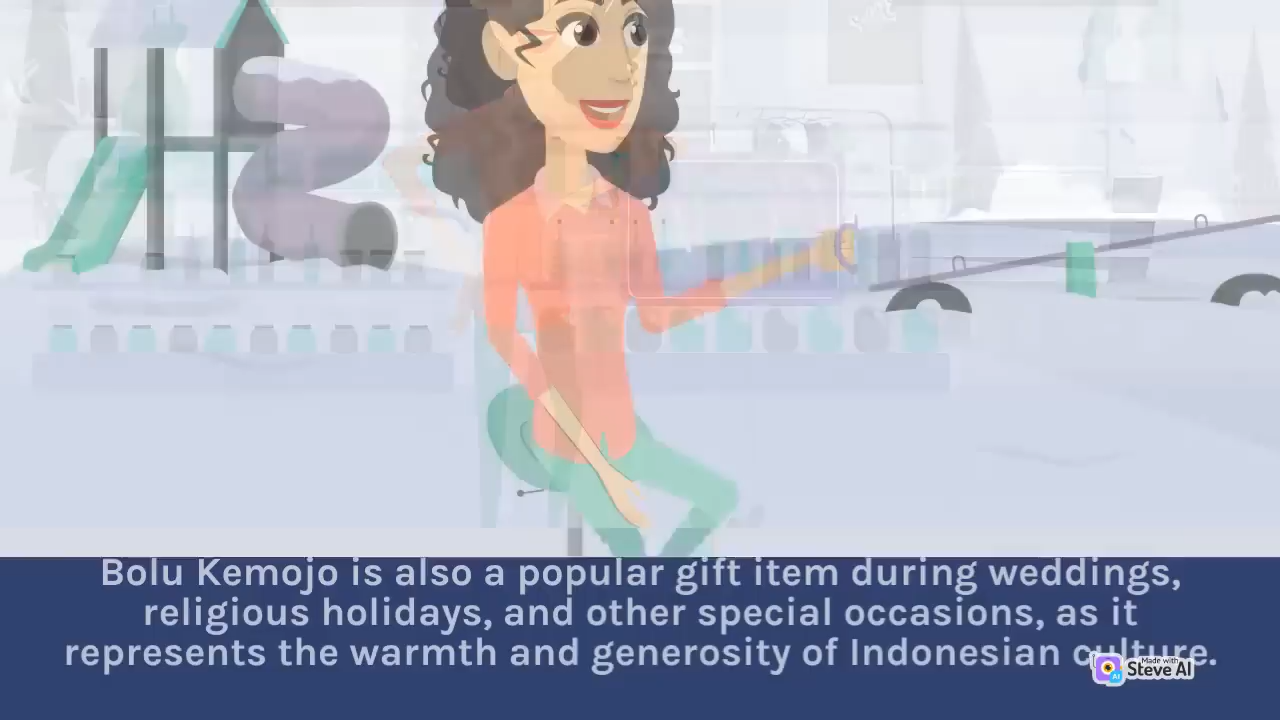 Bolu Kemojo is also a popular gift item during weddings,
religious holidays, and other special occasions, as it
represents the warmth and generosity of Indonesian culture.
Made with
Steve AI
AI